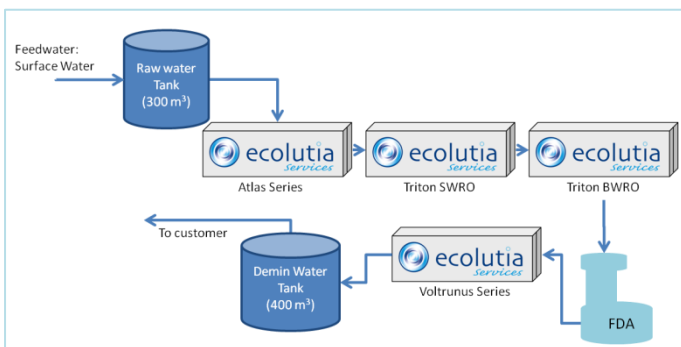 Feedwater:
Surface Water
Raw water
Tank
(300 m³)
ecolutia
Services
Atlas Series
ecolutia
Services
Triton SWRO
ecolutia
Services
Triton BWRO
To customer
Demin Water
Tank
(400 m³)
ecolutia
Services
Voltrunus Series
FDA